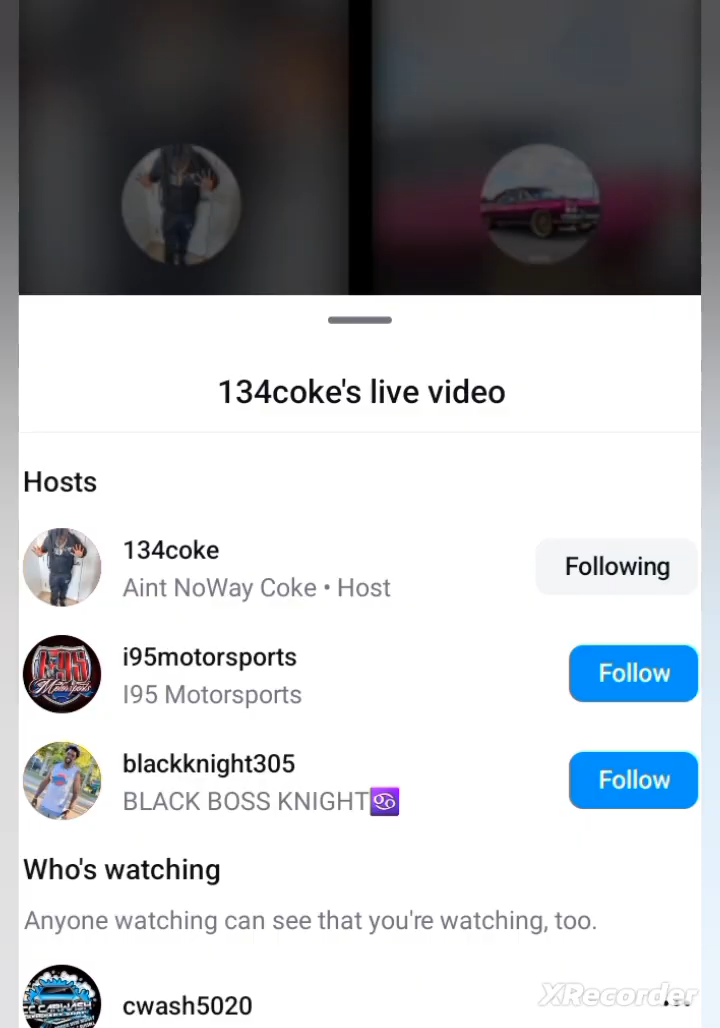 134coke's live video
Hosts
134coke
Aint NoWay Coke • Host
Following
i95motorsports
I95 Motorsports
Follow
blackknight305
BLACK BOSS KNIGHT♋
Follow
Who's watching
Anyone watching can see that you're watching, too.
cwash5020
XRecorder